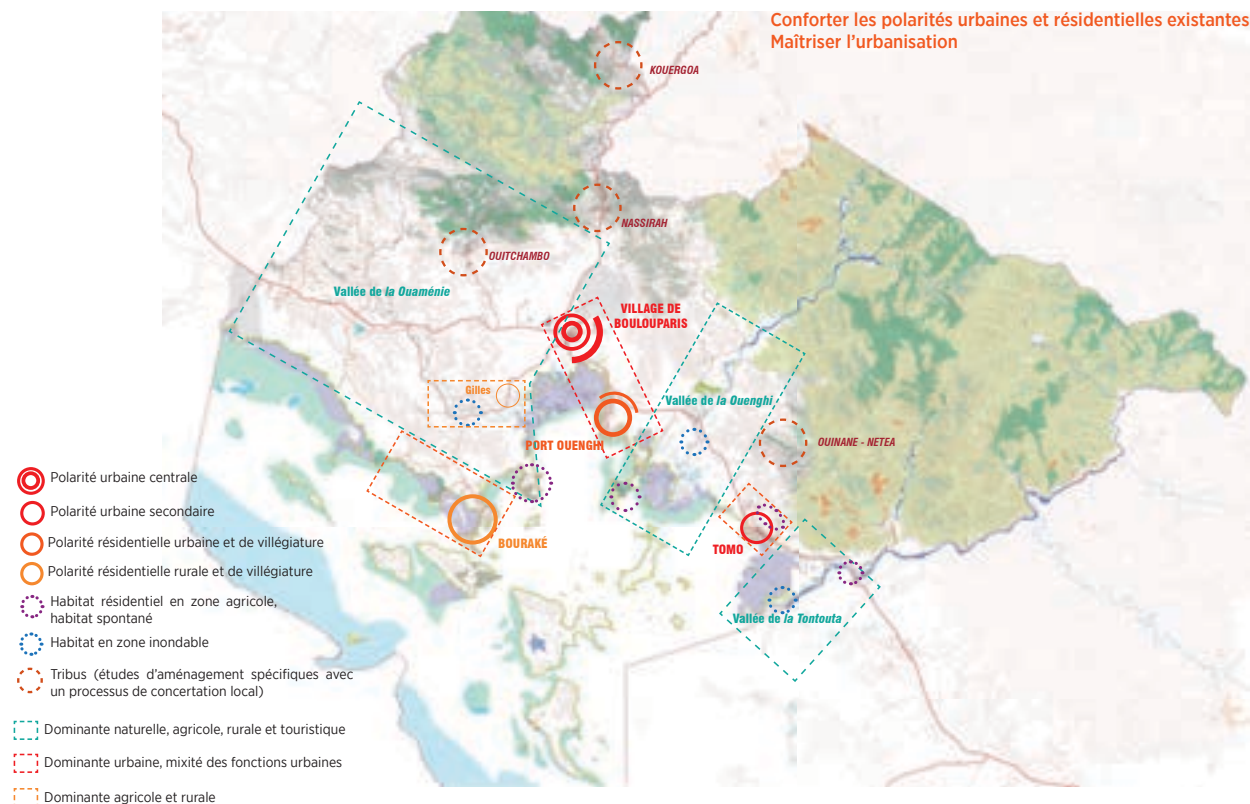 Conforter les polarités urbaines et résidentielles existantes
Maîtriser l'urbanisation
KOUERGOA
NASSIRAH
OUITCHAMBO
Vallée de la Ouaménie
VILLAGE DE
BOULOUPARIS
Gilles
Vallée de la Ouenghi
PORT OUENGHI
OUINANE - NETEA
BOURAKÉ
TOMO
Vallée de la Tontouta
Polarité urbaine centrale
Polarité urbaine secondaire
Polarité résidentielle urbaine et de villégiature
Polarité résidentielle rurale et de villégiature
Habitat résidentiel en zone agricole,
habitat spontané
Habitat en zone inondable
Tribus (études d'aménagement spécifiques avec
un processus de concertation local)
Dominante naturelle, agricole, rurale et touristique
Dominante urbaine, mixité des fonctions urbaines
Dominante agricole et rurale